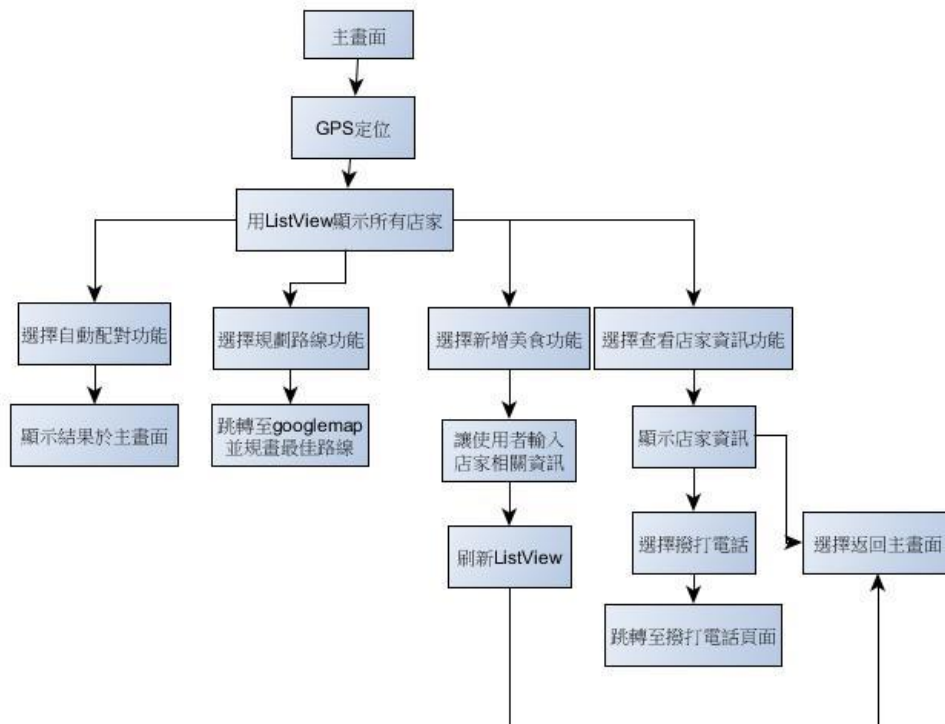 主畫面
GPS定位
用ListView顯示所有店家
選擇自動配對功能
選擇規劃路線功能
選擇新增美食功能
選擇查看店家資訊功能
顯示結果於主畫面
跳轉至googlemap
並規畫最佳路線
讓使用者輸入
店家相關資訊
顯示店家資訊
刷新ListView
選擇撥打電話
選擇返回主畫面
跳轉至撥打電話頁面